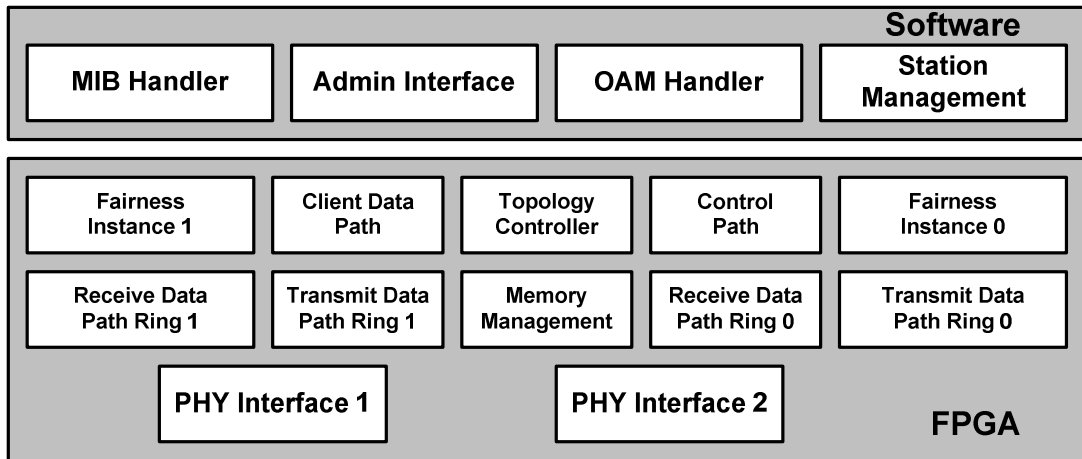 Software
MIB Handler
Admin Interface
OAM Handler
Station
Management
Fairness
Instance 1
Client Data
Path
Topology
Controller
Control
Path
Fairness
Instance 0
Receive Data
Path Ring 1
Transmit Data
Path Ring 1
Memory
Management
Receive Data
Path Ring 0
Transmit Data
Path Ring 0
PHY Interface 1
PHY Interface 2
FPGA